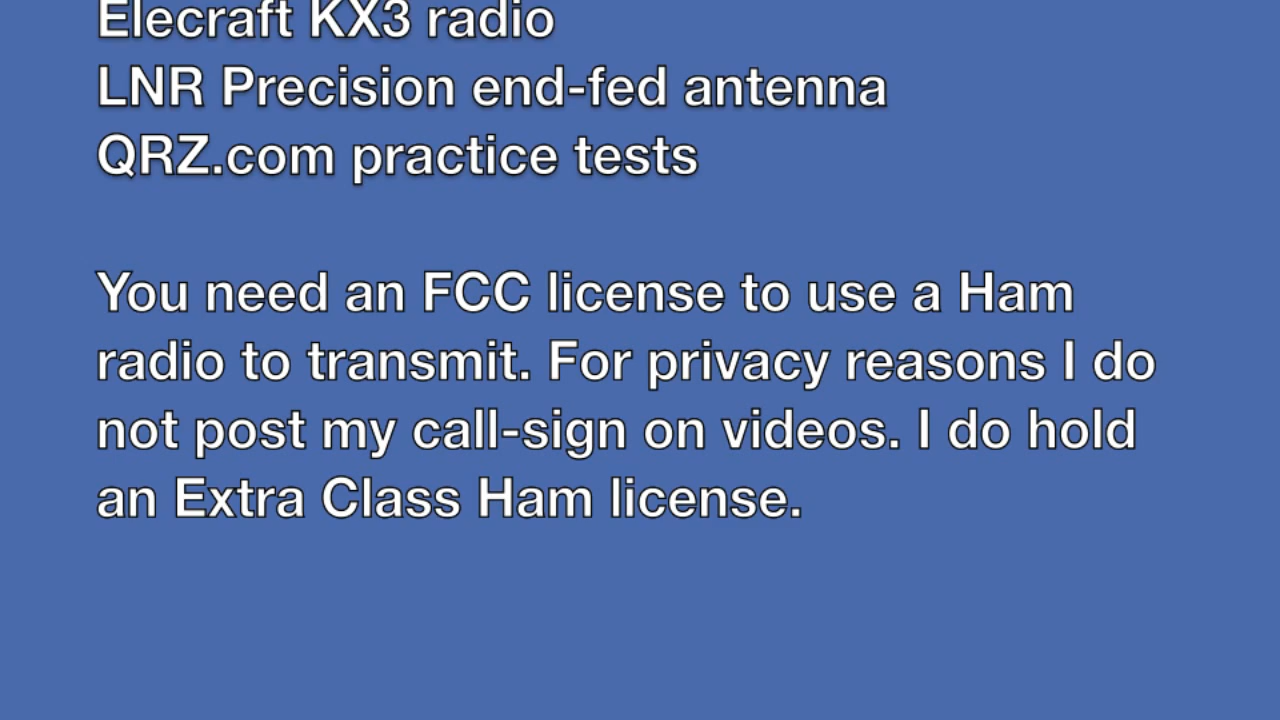 Elecraft KX3 radio
LNR Precision end-fed antenna
QRZ.com practice tests
You need an FCC license to use a Ham
radio to transmit. For privacy reasons I do
not post my call-sign on videos. I do hold
an Extra Class Ham license.